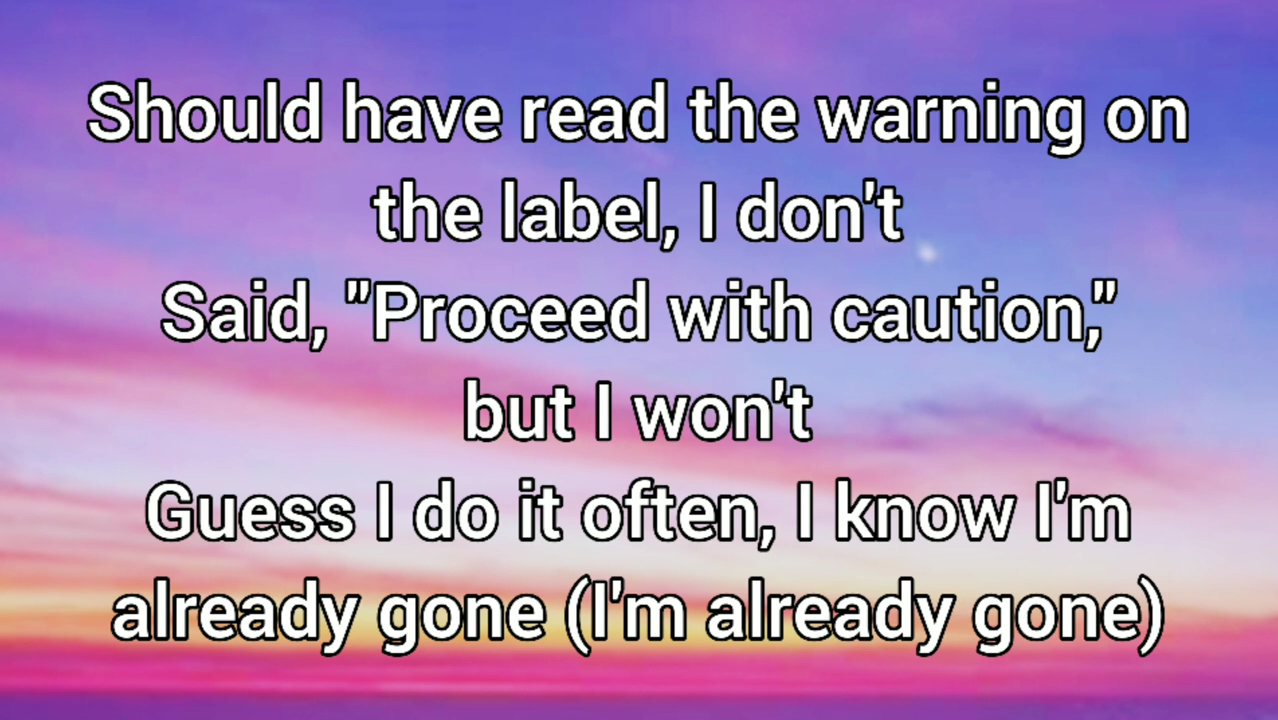 Should have read the warning on
the label, I don't
Said, "Proceed with caution,"
but I won't
Guess I do it often, I know I'm
already gone (I'm already gone)